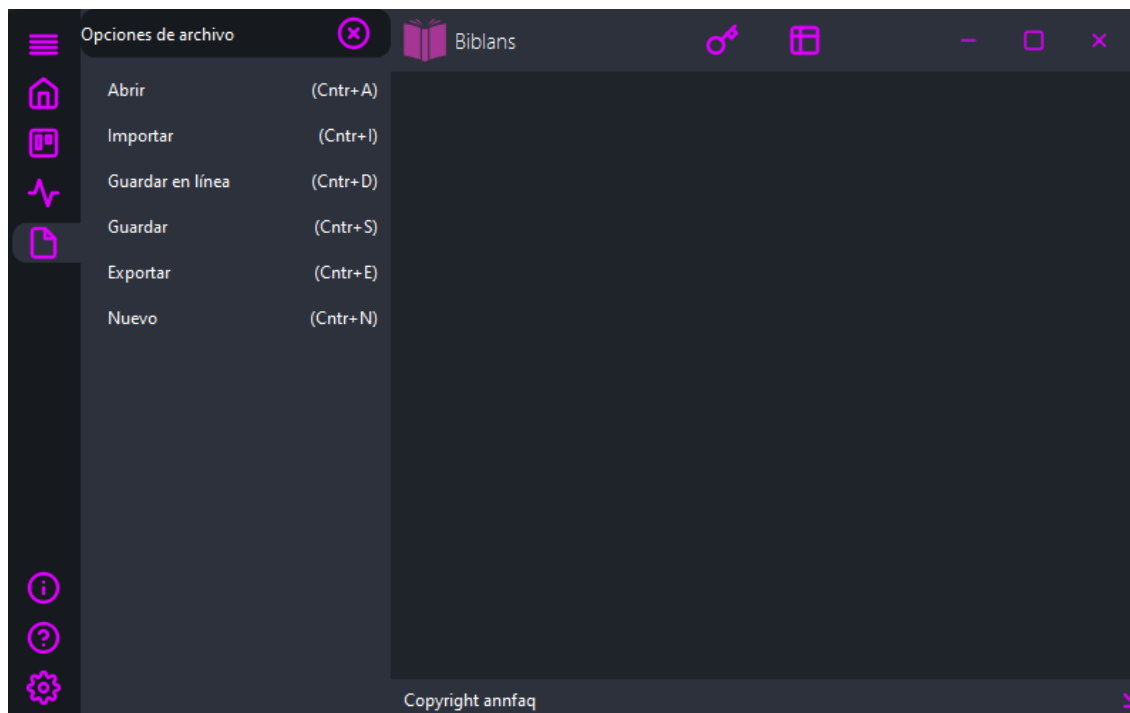 Opciones de archivo
Biblans
Abrir (Cntr+A)
Importar (Cntr+I)
Guardar en línea (Cntr+D)
Guardar (Cntr+S)
Exportar (Cntr+E)
Nuevo (Cntr+N)
Copyright annfaq